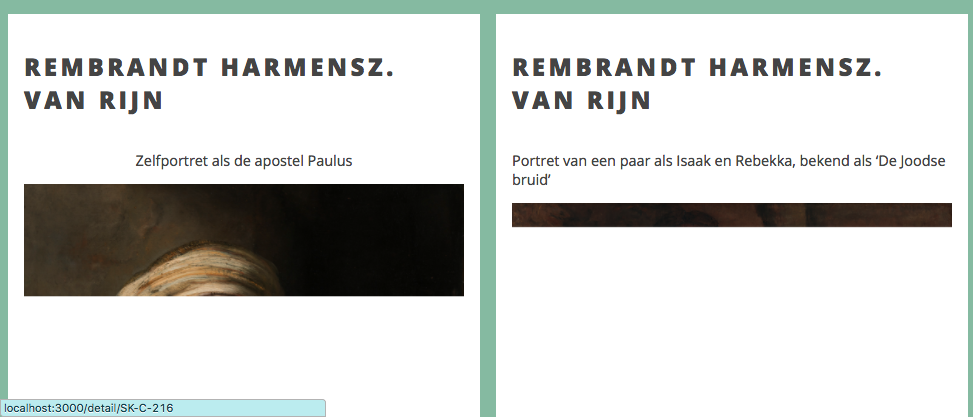 REMBRANDT HARMENSZ.
VAN RIJN
Zelfportret als de apostel Paulus
REMBRANDT HARMENSZ.
VAN RIJN
Portret van een paar als Isaak en Rebekka, bekend als ‘De Joodse
bruid’
localhost:3000/detail/SK-C-216